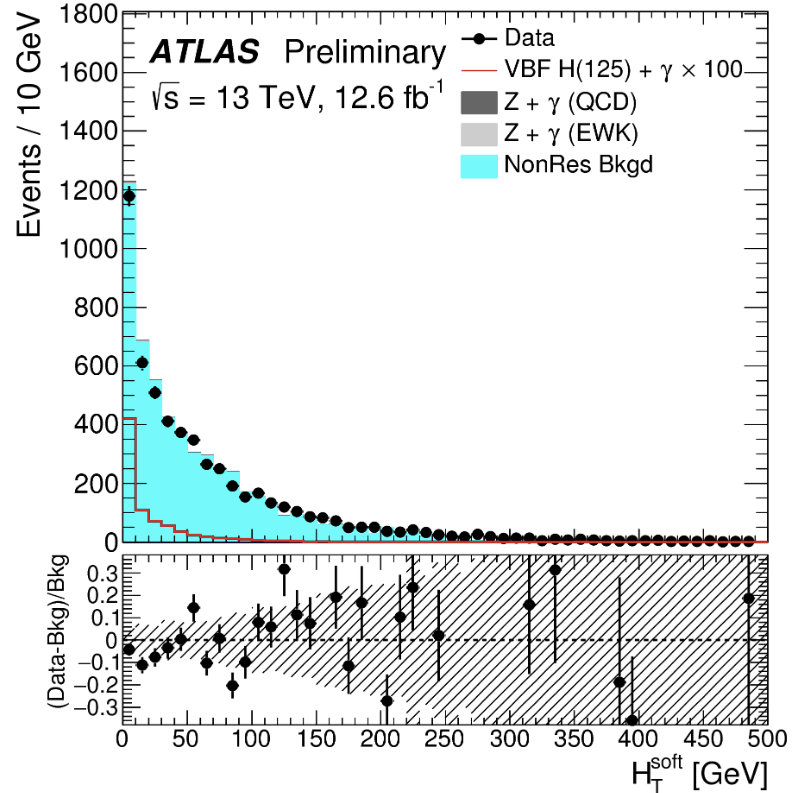 ATLAS Preliminary
√s = 13 TeV, 12.6 fb-1
Data
VBF H(125) + γ × 100
Z + γ (QCD)
Z + γ (EWK)
NonRes Bkgd
Events / 10 GeV
1800
1600
1400
1200
1000
800
600
400
200
0
(Data-Bkg)/Bkg
0.3
0.2
0.1
0
−0.1
−0.2
−0.3
0 50 100 150 200 250 300 350 400 450 500
H_T^soft [GeV]